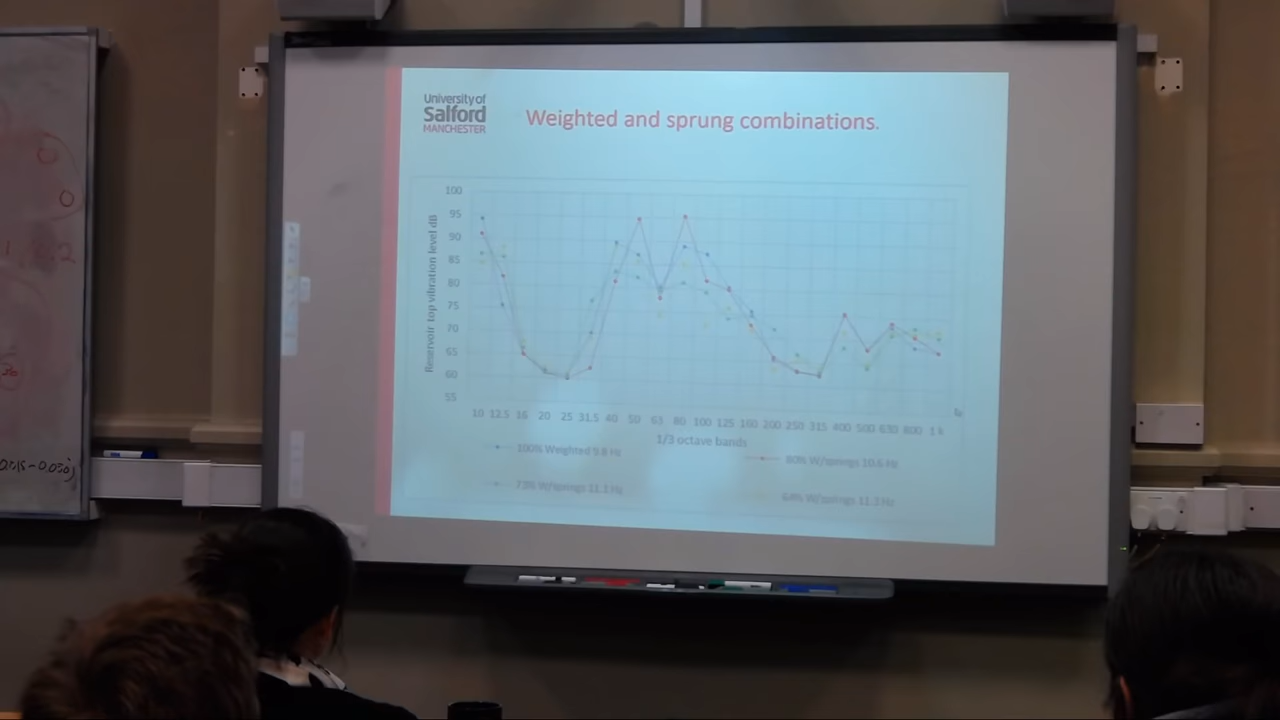 University of
Salford
MANCHESTER
Weighted and sprung combinations.
Reservoir top vibration level dB
100
95
90
85
80
75
70
65
60
55
10 12.5 16 20 25 31.5 40 50 63 80 100 125 160 200 250 315 400 500 630 800 1 k
1/3 octave bands
100% Weighted 9.8 Hz
80% W/springs 10.6 Hz
73% W/springs 11.1 Hz
64% W/springs 11.2 Hz